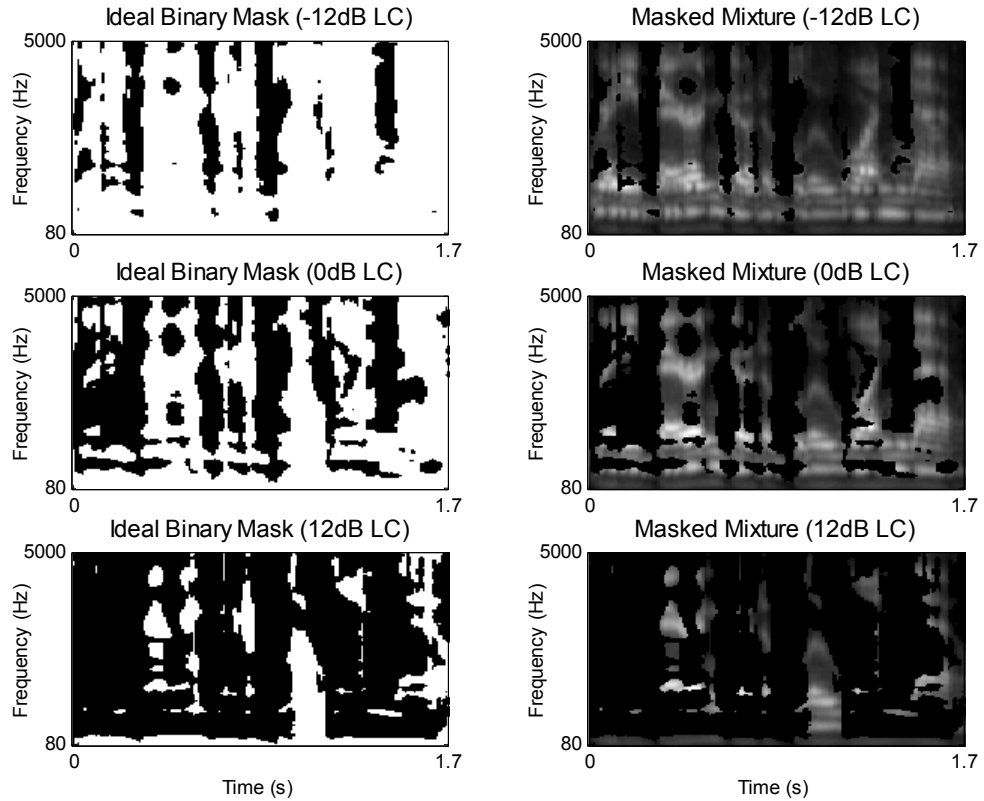 Ideal Binary Mask (-12dB LC)
Masked Mixture (-12dB LC)
5000
Frequency (Hz)
80
0
1.7
5000
Frequency (Hz)
80
0
1.7
Ideal Binary Mask (0dB LC)
Masked Mixture (0dB LC)
5000
Frequency (Hz)
80
0
1.7
5000
Frequency (Hz)
80
0
1.7
Ideal Binary Mask (12dB LC)
Masked Mixture (12dB LC)
5000
Frequency (Hz)
80
0
1.7
Time (s)
5000
Frequency (Hz)
80
0
1.7
Time (s)